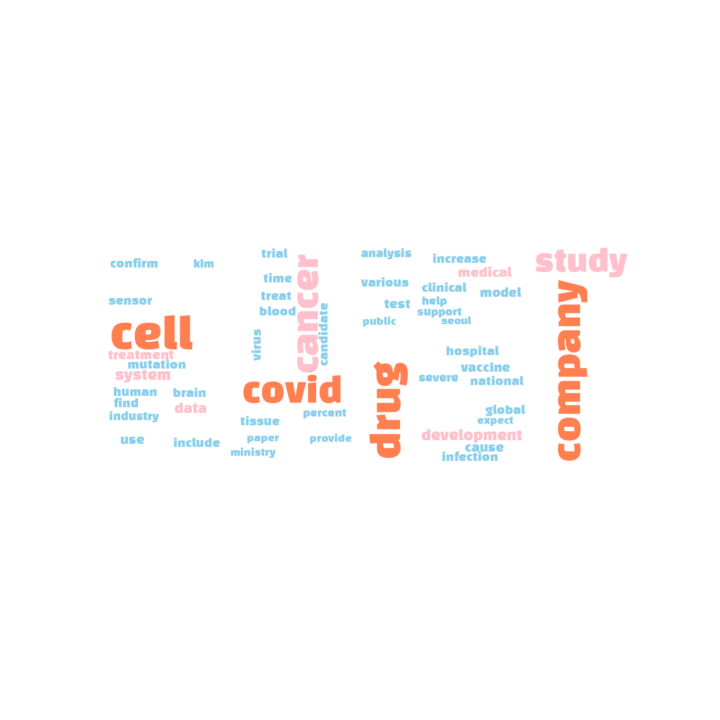 confirm
kim
trial
analysis
increase
study
medical
time
various
clinical
model
sensor
treat
blood
cancer
candidate
test
help
support
public
seoul
company
cell
virus
treatment
mutation
system
hospital
vaccine
severe
national
human
brain
covid
drug
find
data
industry
tissue
percent
global
expect
use
include
paper
provide
ministry
development
cause
infection